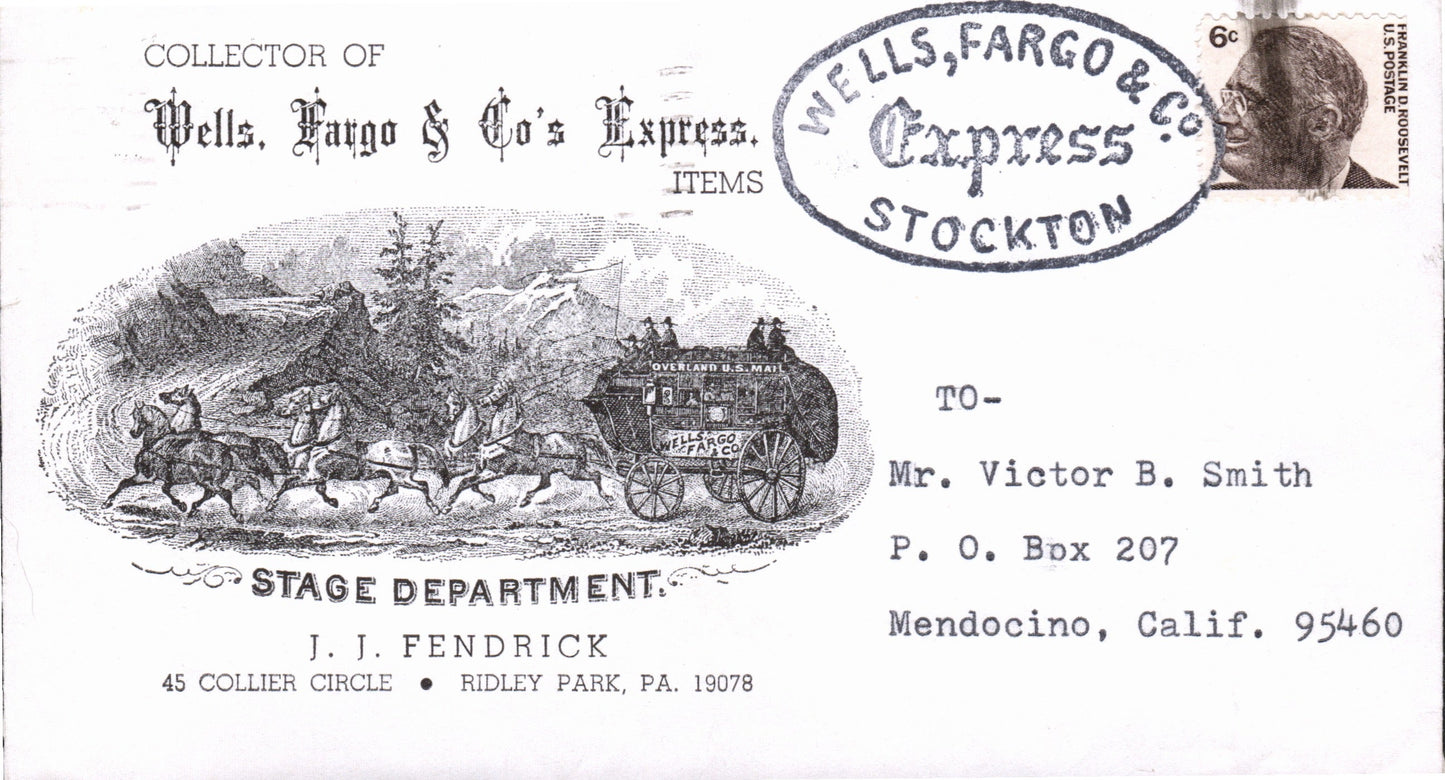 COLLECTOR OF
Wells, Fargo & Co's Express.
ITEMS
WELLS, FARGO & Co.
Express
STOCKTON
6c
FRANKLIN D. ROOSEVELT
U.S. POSTAGE
OVERLAND U.S. MAIL
WELLS
FARGO
& CO
STAGE DEPARTMENT.
J. J. FENDRICK
45 COLLIER CIRCLE • RIDLEY PARK, PA. 19078
TO-
Mr. Victor B. Smith
P. O. Box 207
Mendocino, Calif. 95460